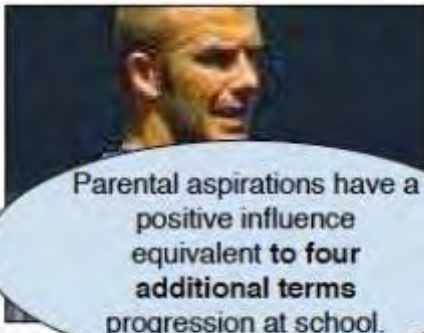 Parental aspirations have a
positive influence
equivalent to four
additional terms
progression at school.